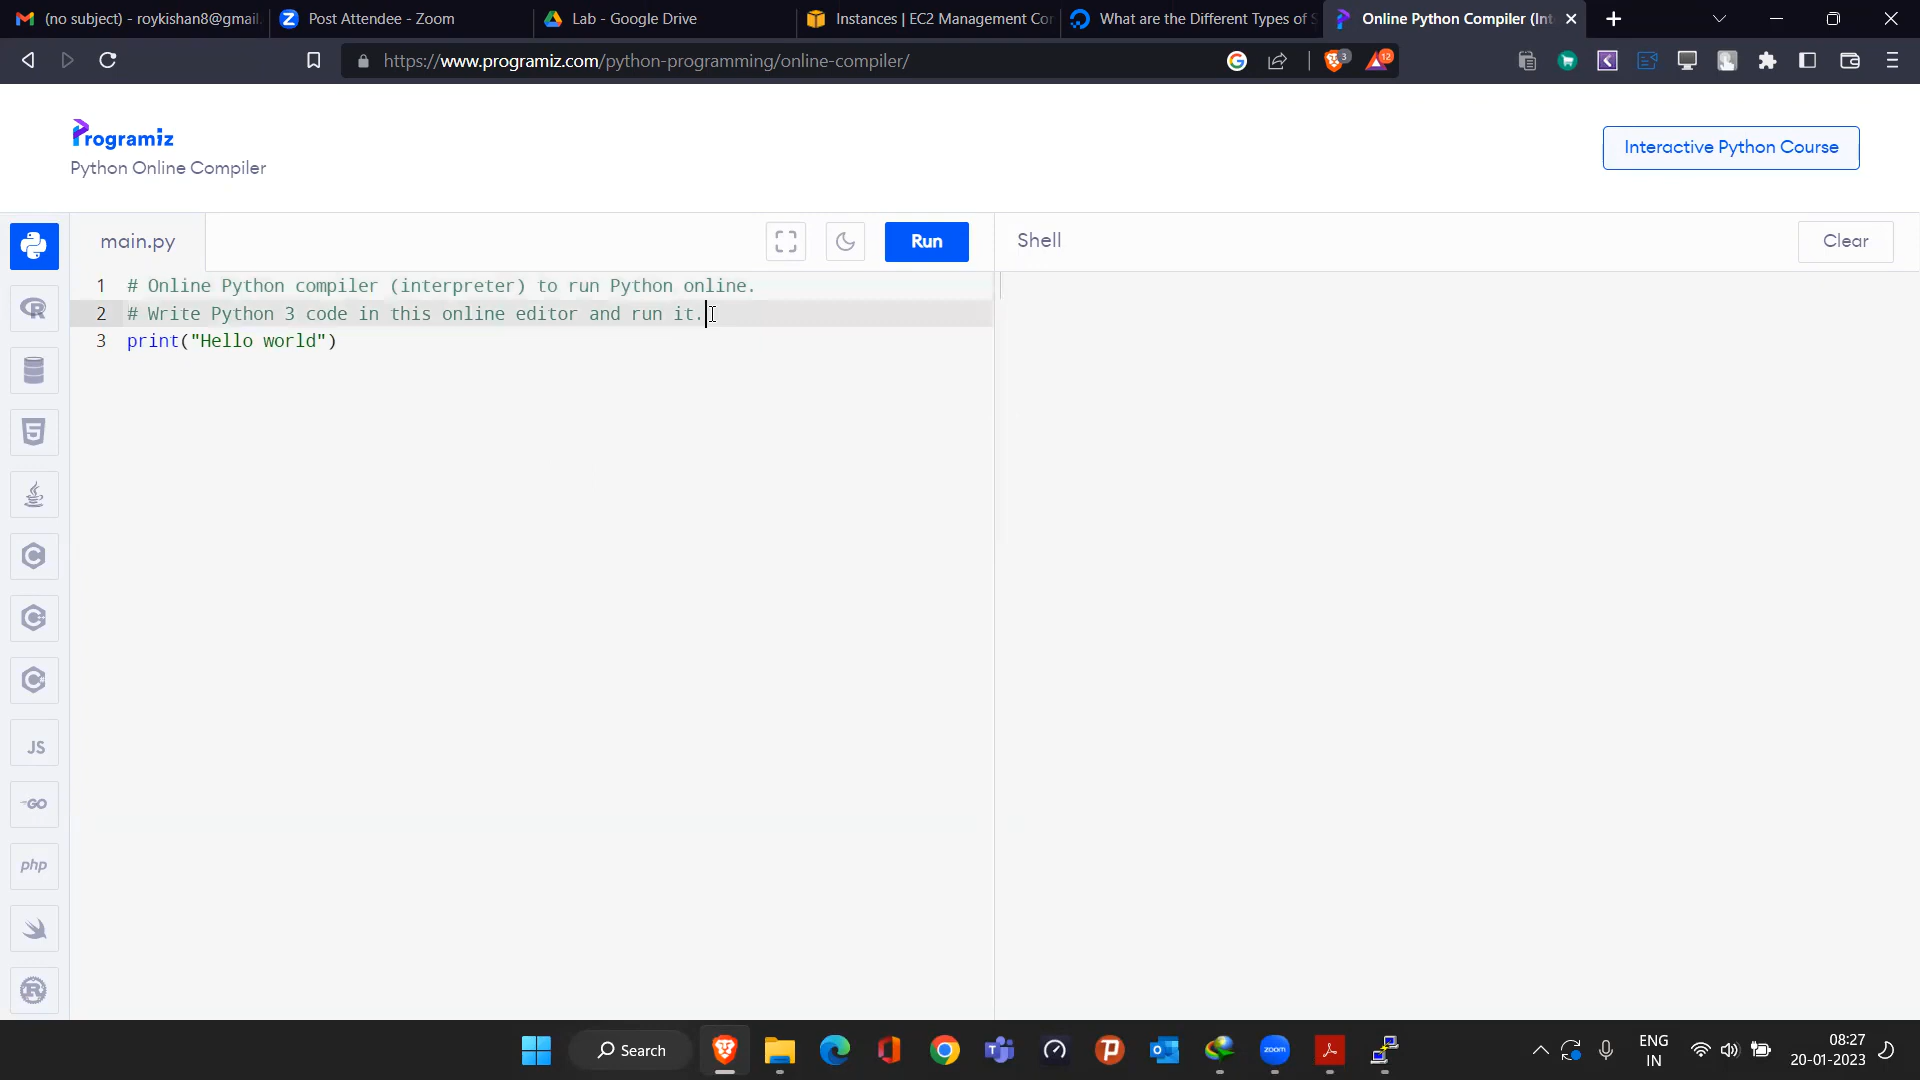 (no subject) - roykishan8@gmail.
Post Attendee - Zoom
Lab - Google Drive
Instances | EC2 Management Cor
What are the Different Types of S
Online Python Compiler (Int
https://www.programiz.com/python-programming/online-compiler/
3
12
Programiz
Python Online Compiler
Interactive Python Course
main.py
Run
Shell
Clear
1 # Online Python compiler (interpreter) to run Python online.
2 # Write Python 3 code in this online editor and run it.
3 print("Hello world")
JS
GO
php
Search
zoom
ENG
IN
08:27
20-01-2023